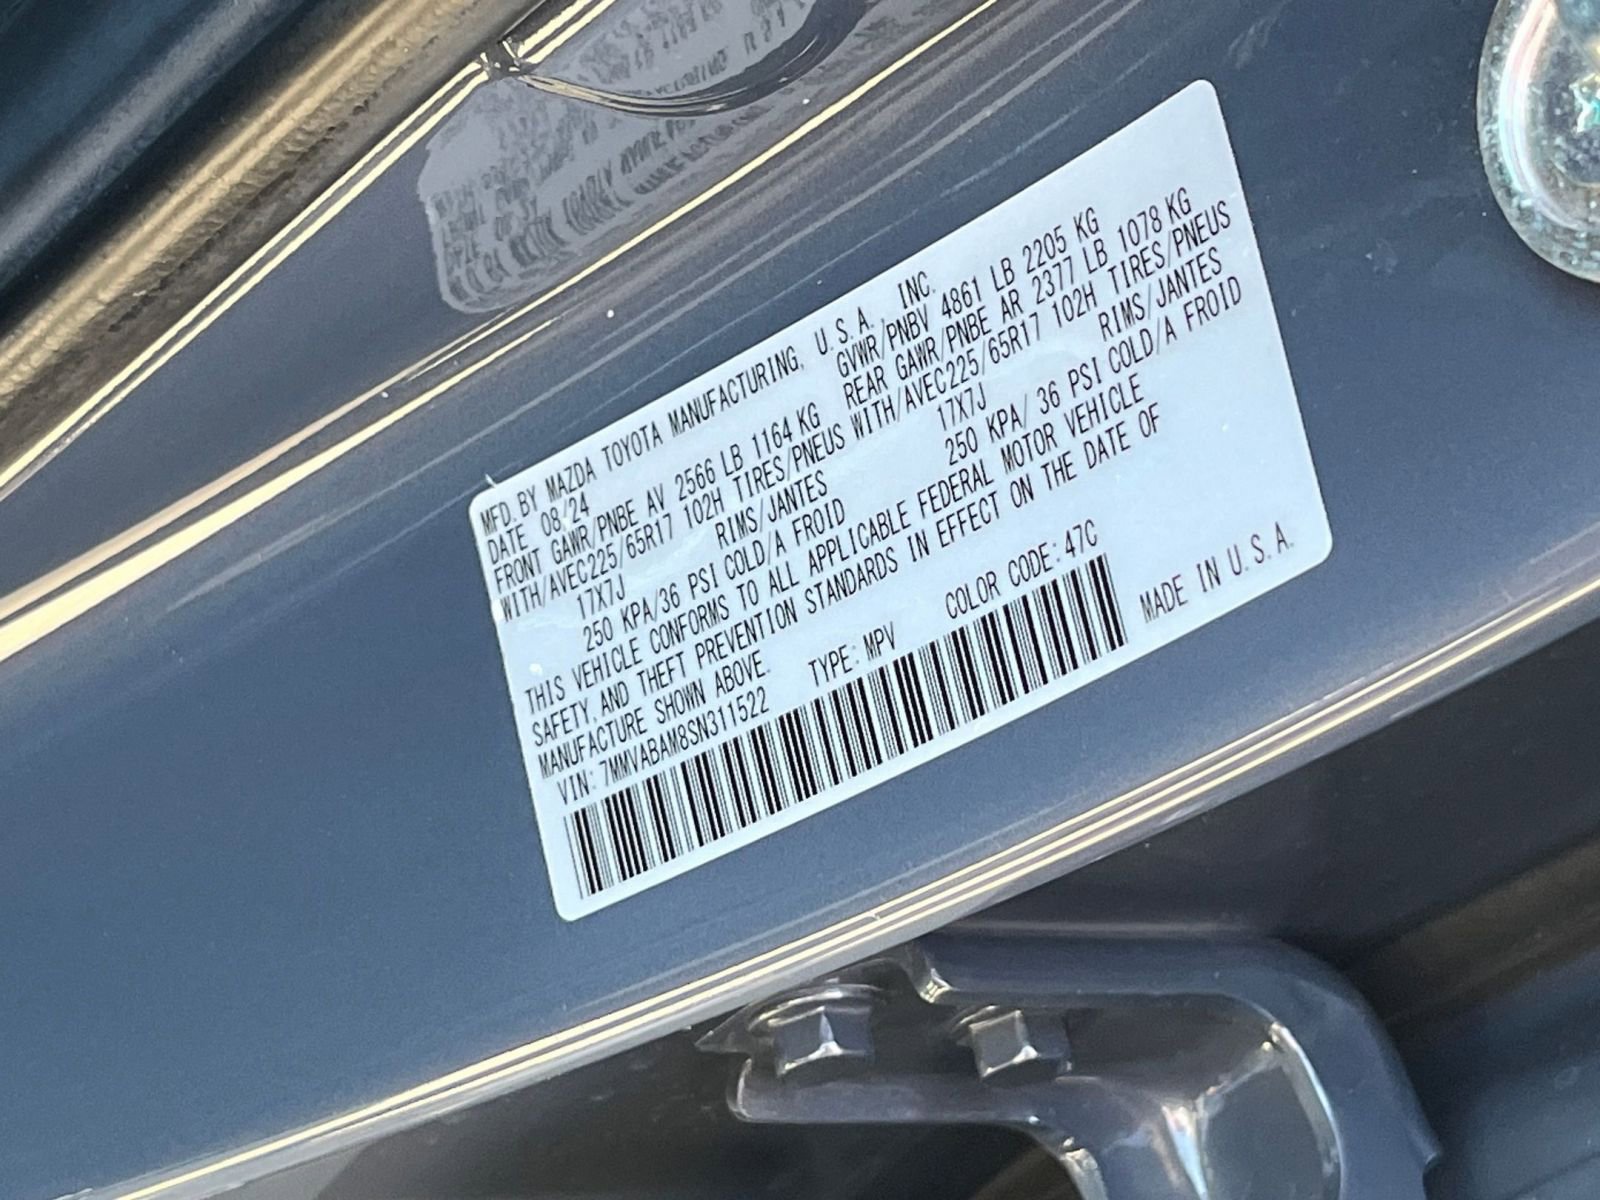 MFD. BY MAZDA TOYOTA MANUFACTURING, U.S.A., INC.
DATE 08/24 GVWR/PNBV 4861 LB 2205 KG
FRONT GAWR/PNBE AV 2566 LB 1164 KG REAR GAWR/PNBE AR 2377 LB 1078 KG
WITH/AVEC225/65R17 102H TIRES/PNEUS WITH/AVEC225/65R17 102H TIRES/PNEUS
17X7J RIMS/JANTES 17X7J RIMS/JANTES
250 KPA/36 PSI COLD/A FROID 250 KPA/ 36 PSI COLD/A FROID
THIS VEHICLE CONFORMS TO ALL APPLICABLE FEDERAL MOTOR VEHICLE
SAFETY, AND THEFT PREVENTION STANDARDS IN EFFECT ON THE DATE OF
MANUFACTURE SHOWN ABOVE.
VIN: 7MMVABAM8SN311522 TYPE: MPV COLOR CODE: 47C
MADE IN U.S.A.